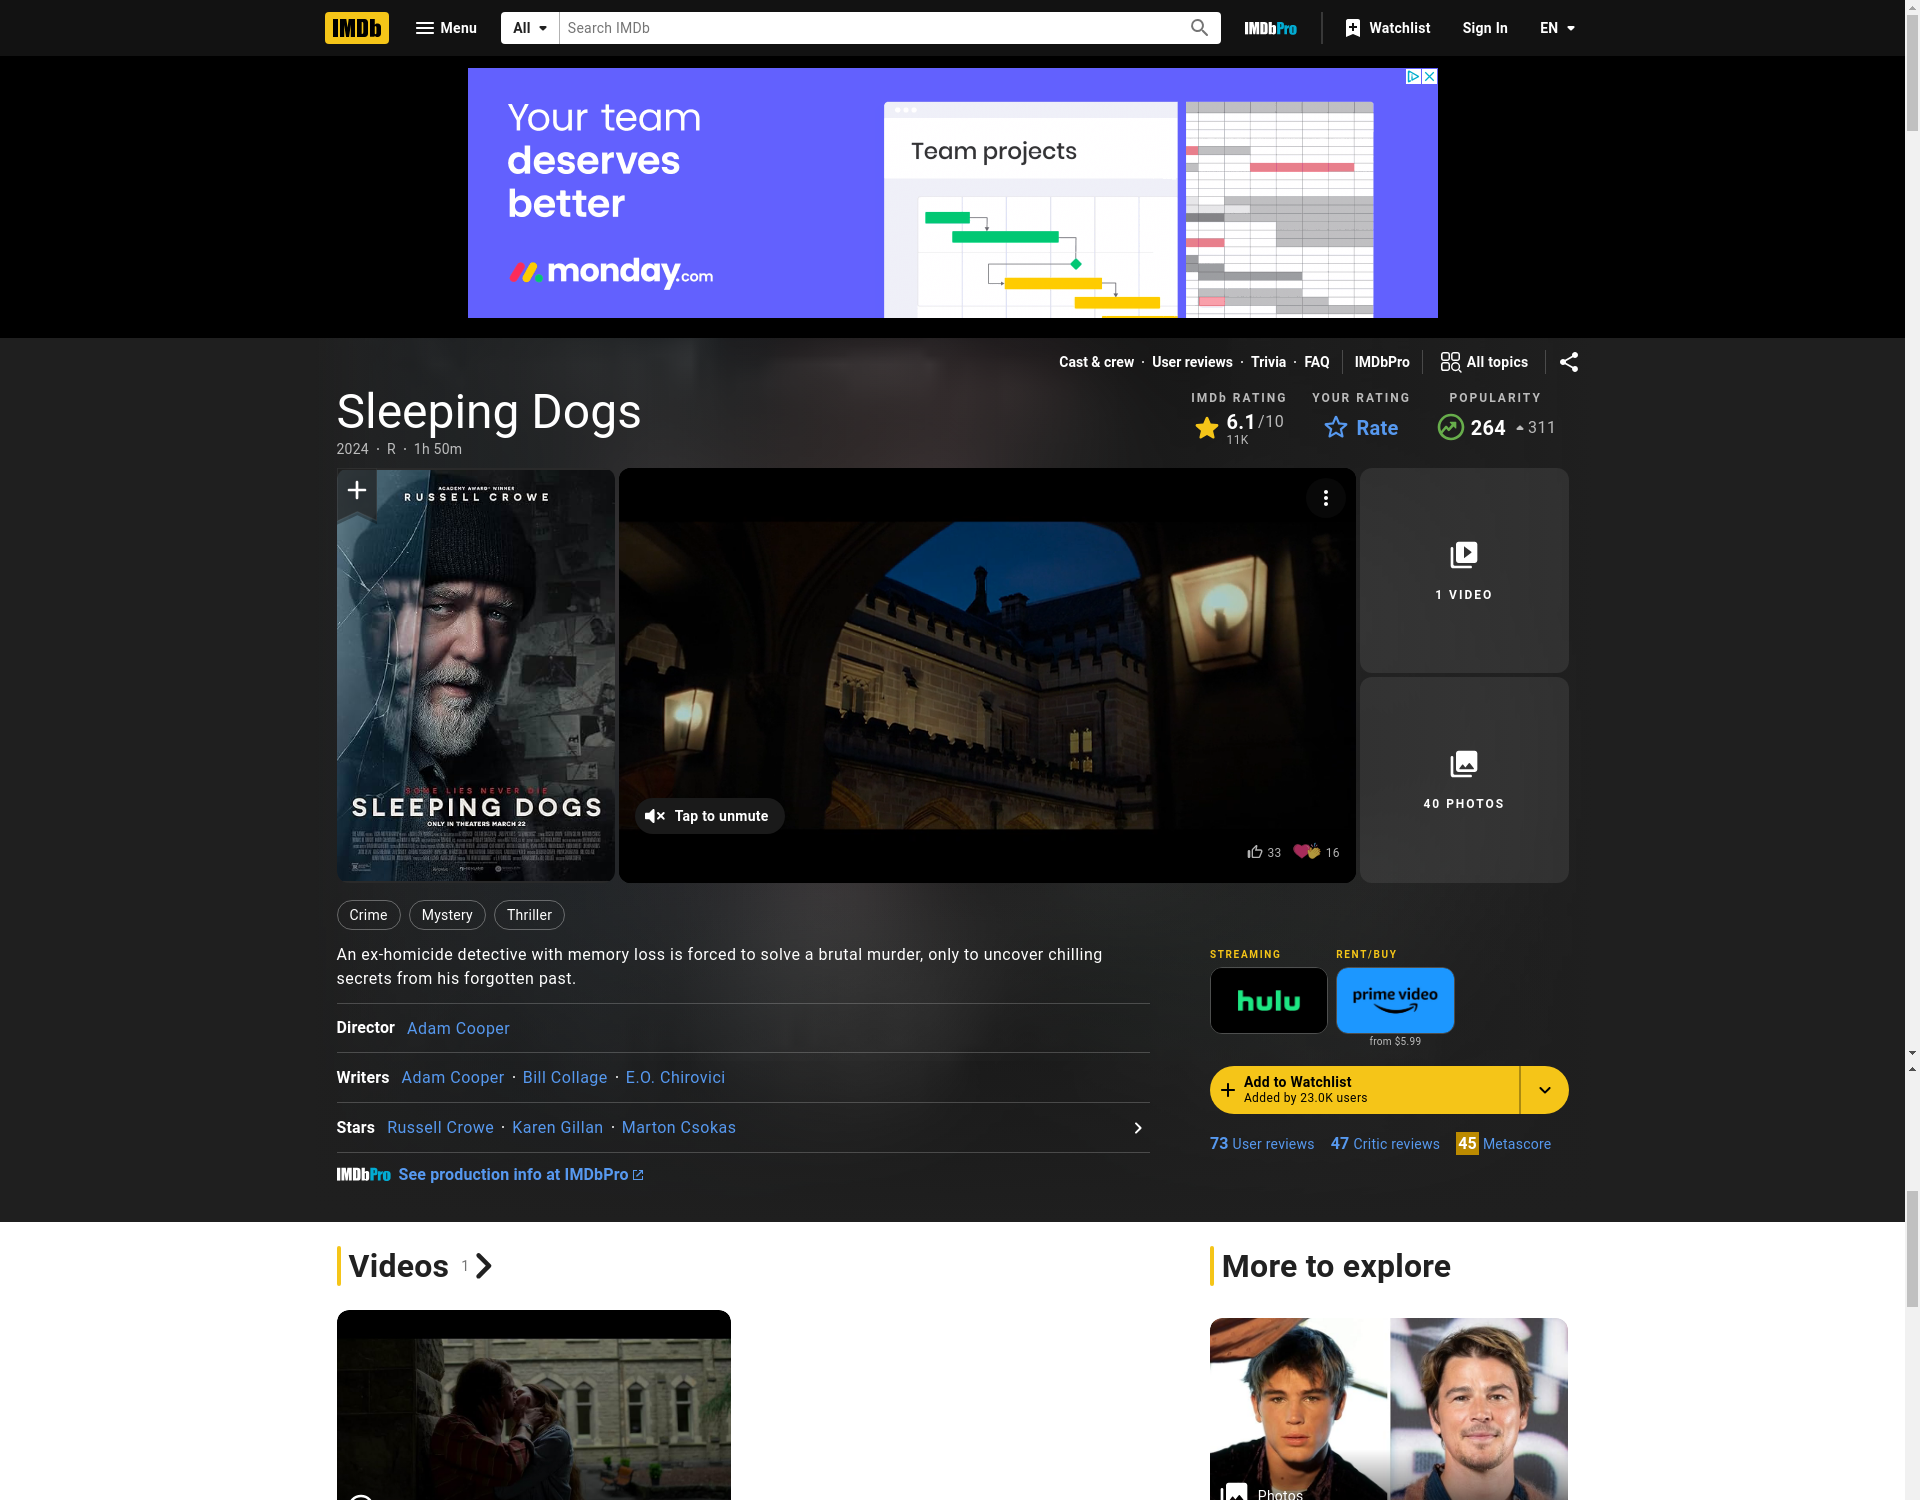 IMDb
Menu
All
Search IMDb
IMDbPro
Watchlist
Sign In
EN
Your team
deserves
better
monday.com
Team projects
Cast & crew · User reviews · Trivia · FAQ
IMDbPro
All topics
Sleeping Dogs
2024 · R · 1h 50m
IMDb RATING
6.1/10
11K
YOUR RATING
Rate
POPULARITY
264
311
ACADEMY AWARD® WINNER
RUSSELL CROWE
SOME LIES NEVER DIE
SLEEPING DOGS
ONLY IN THEATERS MARCH 22
Tap to unmute
33
16
1 VIDEO
40 PHOTOS
Crime
Mystery
Thriller
An ex-homicide detective with memory loss is forced to solve a brutal murder, only to uncover chilling
secrets from his forgotten past.
Director Adam Cooper
Writers Adam Cooper · Bill Collage · E.O. Chirovici
Stars Russell Crowe · Karen Gillan · Marton Csokas
IMDbPro See production info at IMDbPro
STREAMING
hulu
RENT/BUY
prime video
from $5.99
Add to Watchlist
Added by 23.0K users
73 User reviews
47 Critic reviews
45 Metascore
Videos 1
More to explore
Photos